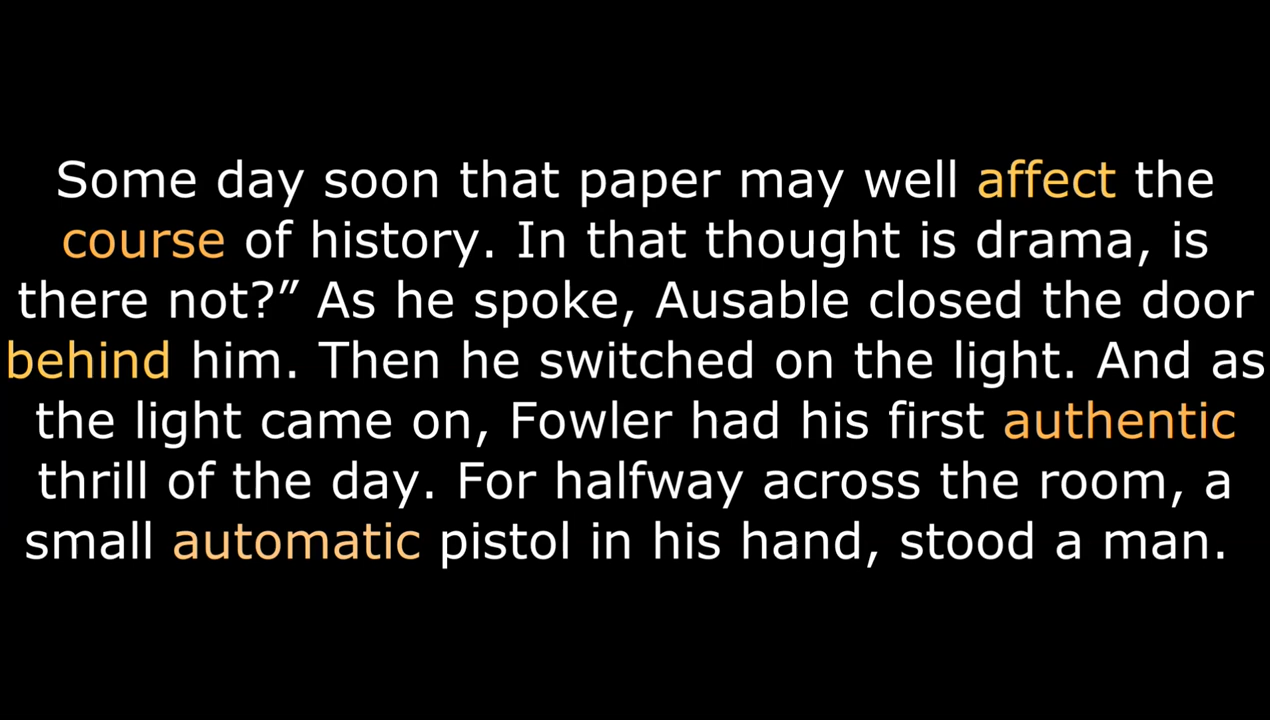 Some day soon that paper may well affect the
course of history. In that thought is drama, is
there not?” As he spoke, Ausable closed the door
behind him. Then he switched on the light. And as
the light came on, Fowler had his first authentic
thrill of the day. For halfway across the room, a
small automatic pistol in his hand, stood a man.